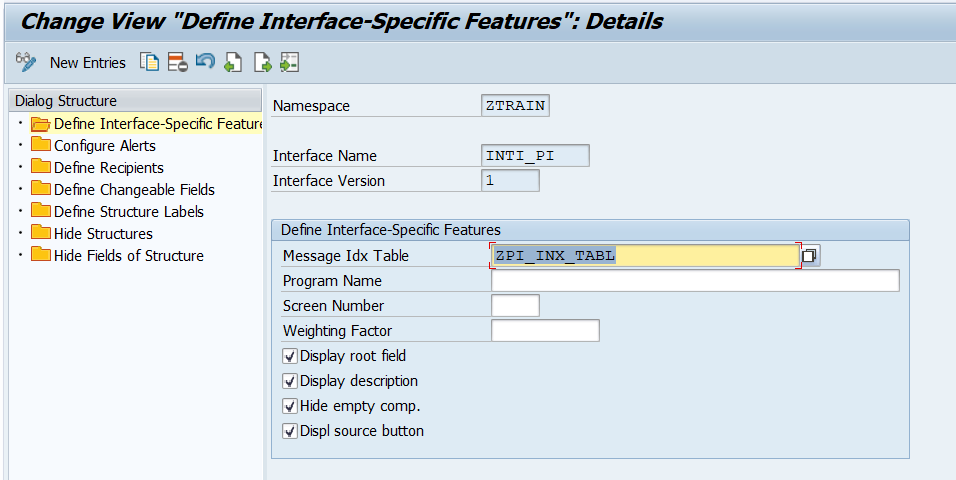 Change View "Define Interface-Specific Features": Details
New Entries
Dialog Structure
Define Interface-Specific Feature
Configure Alerts
Define Recipients
Define Changeable Fields
Define Structure Labels
Hide Structures
Hide Fields of Structure
Namespace ZTRAIN
Interface Name INTI_PI
Interface Version 1
Define Interface-Specific Features
Message Idx Table ZPI_INX_TABL
Program Name
Screen Number
Weighting Factor
Display root field
Display description
Hide empty comp.
Displ source button